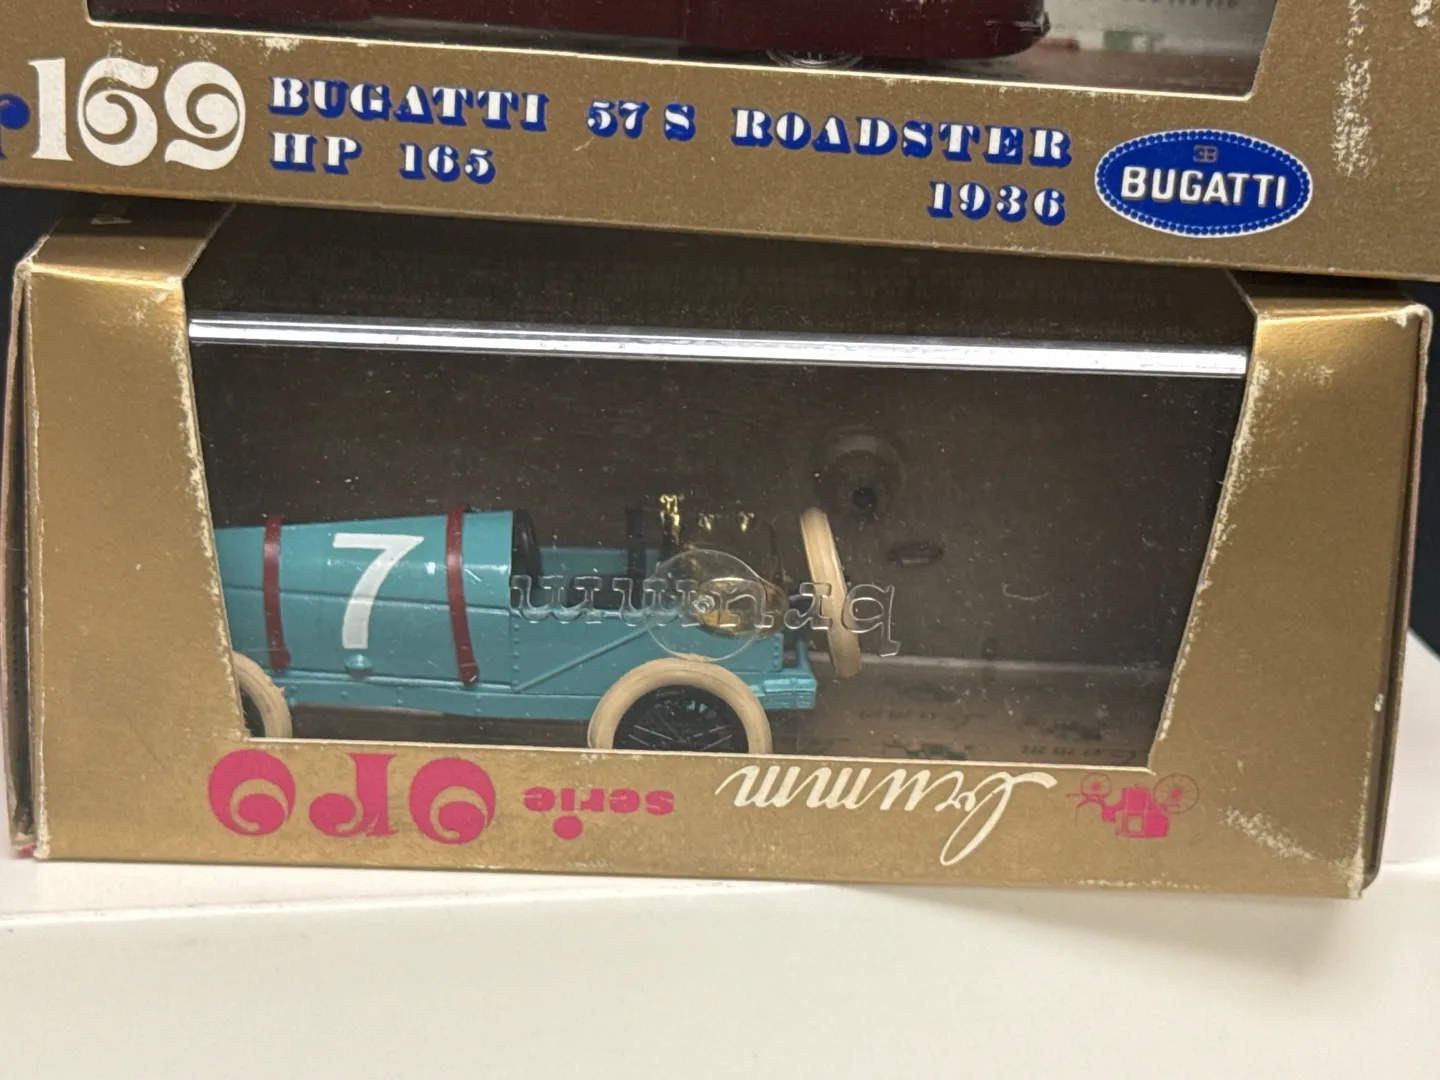 r169
BUGATTI 57 S ROADSTER
HP 165
1936
BUGATTI
7
brumm
brumm
serie
oro